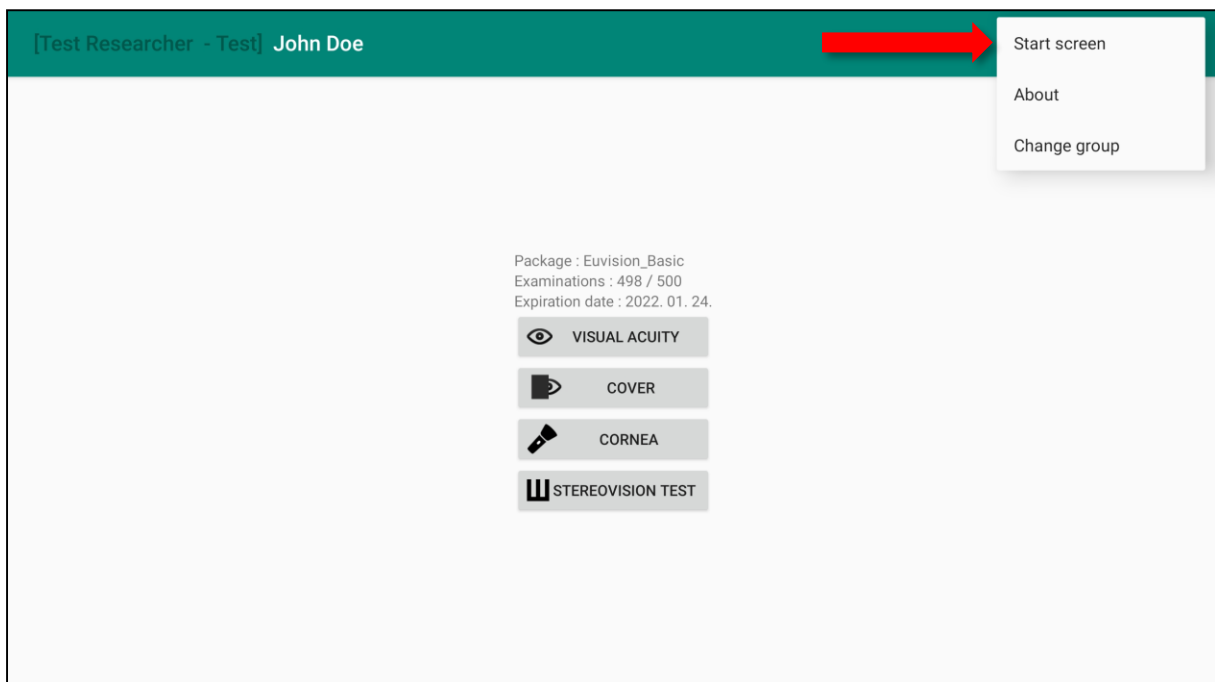 [Test Researcher - Test] John Doe
Start screen
About
Change group
Package : Euvision_Basic
Examinations : 498 / 500
Expiration date : 2022. 01. 24.
VISUAL ACUITY
COVER
CORNEA
STEREOVISION TEST